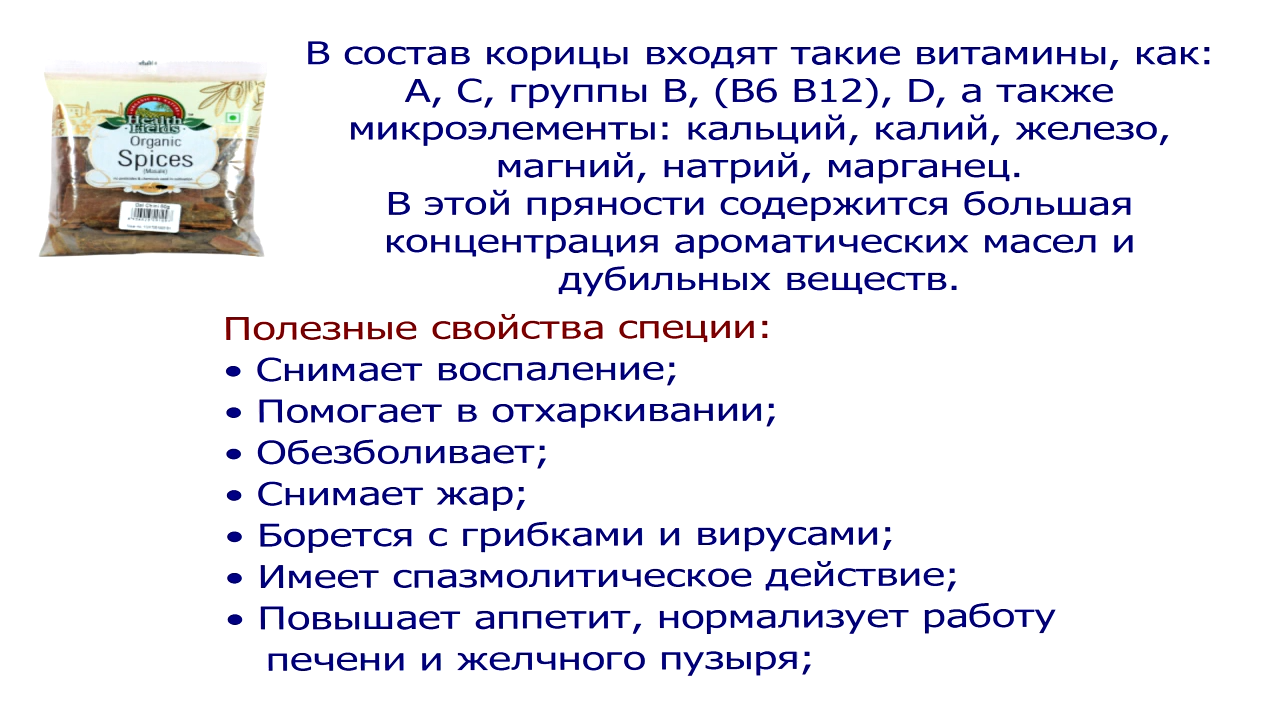 В состав корицы входят такие витамины, как:
А, С, группы В, (В6 В12), D, а также
микроэлементы: кальций, калий, железо,
магний, натрий, марганец.
В этой пряности содержится большая
концентрация ароматических масел и
дубильных веществ.
Health
Fields
Organic
Spices
(Masale)
Полезные свойства специи:
• Снимает воспаление;
• Помогает в отхаркивании;
• Обезболивает;
• Снимает жар;
• Борется с грибками и вирусами;
• Имеет спазмолитическое действие;
• Повышает аппетит, нормализует работу
печени и желчного пузыря;